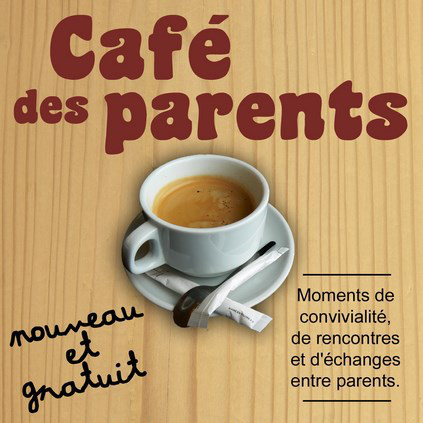 Café
des parents
nouveau
et
gratuit
Moments de
convivialité,
de rencontres
et d'échanges
entre parents.